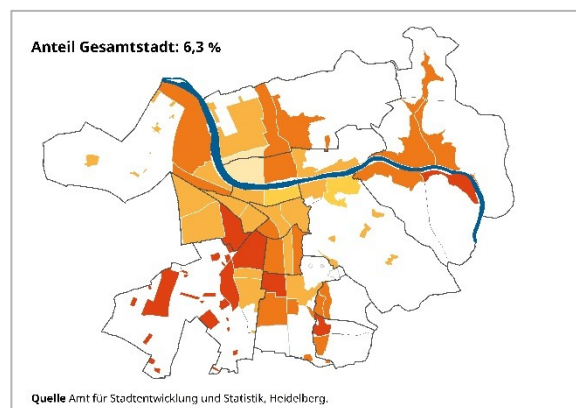 Anteil Gesamtstadt: 6,3 %
Quelle Amt für Stadtentwicklung und Statistik, Heidelberg.